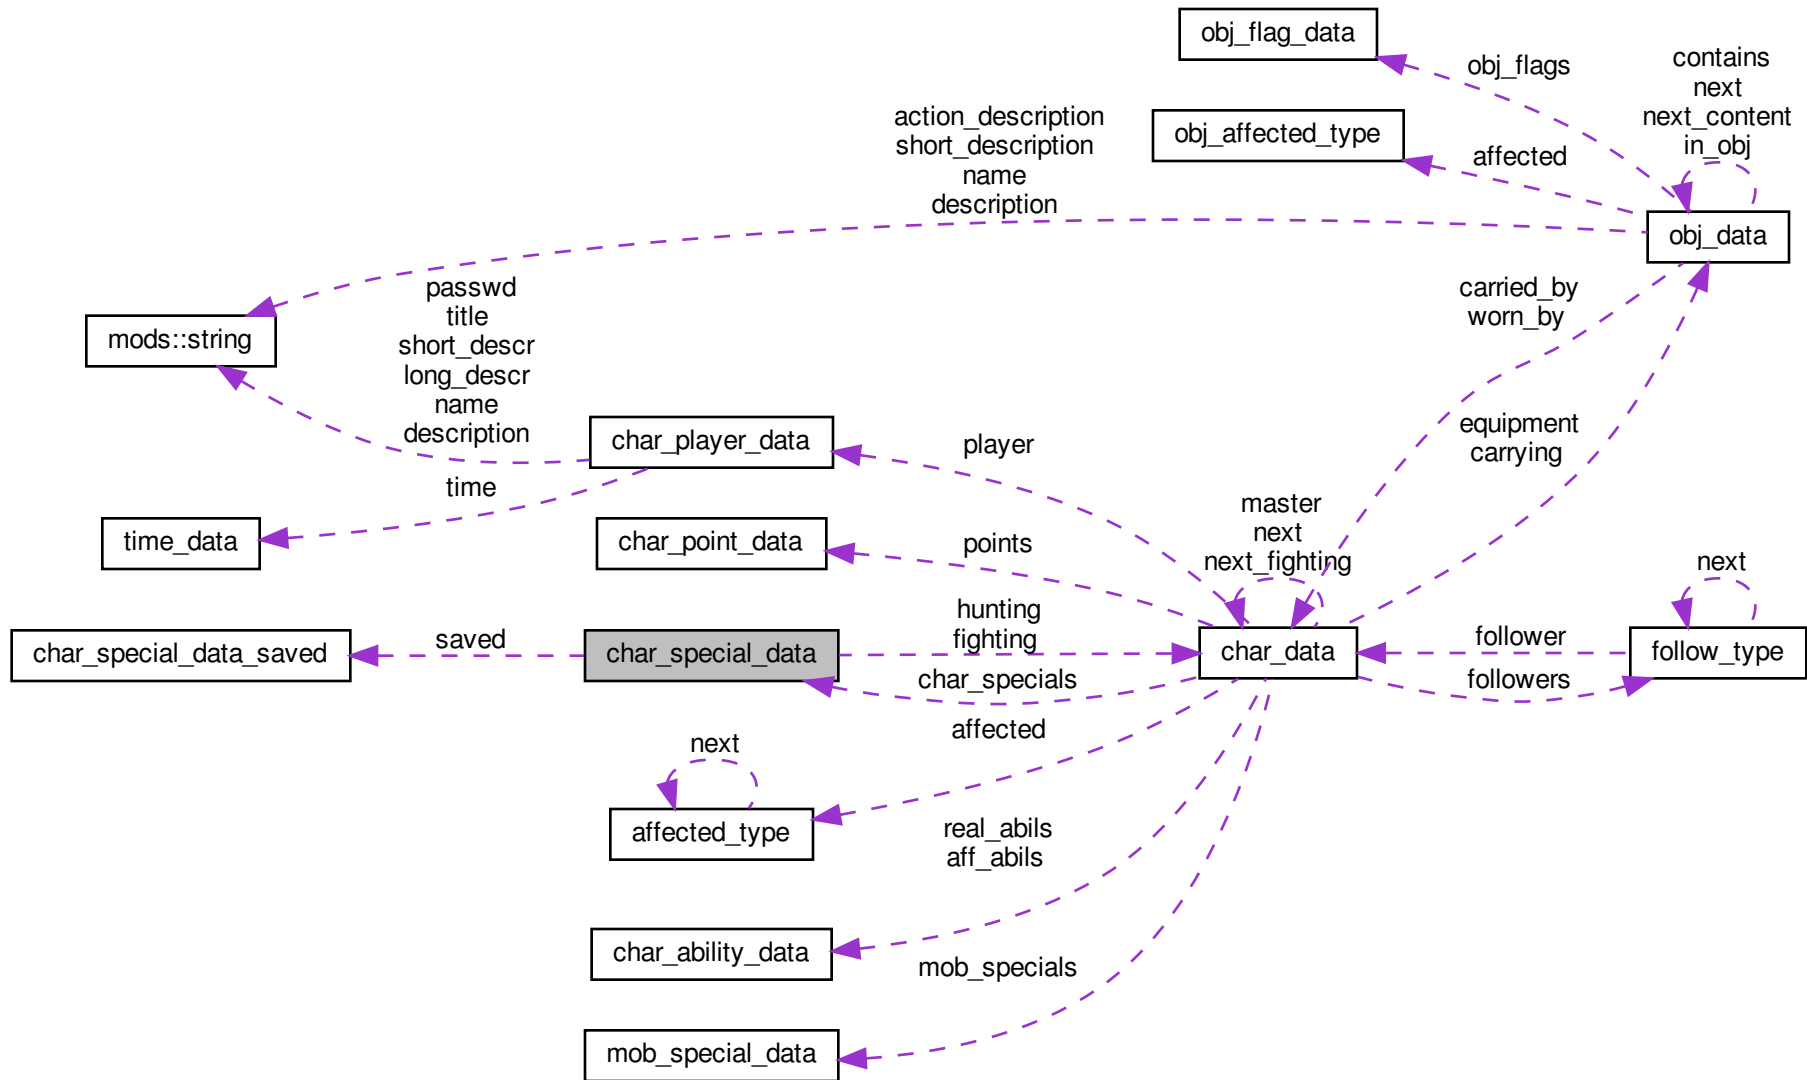 obj_flag_data
obj_flags
contains
next
next_content
in_obj
action_description
short_description
name
description
obj_affected_type
affected
obj_data
passwd
title
short_descr
long_descr
name
description
mods::string
carried_by
worn_by
char_player_data
player
equipment
carrying
time
time_data
char_point_data
points
master
next
next_fighting
next
char_special_data_saved
saved
char_special_data
hunting
fighting
char_data
follower
follow_type
char_specials
followers
affected
next
affected_type
real_abils
aff_abils
char_ability_data
mob_specials
mob_special_data